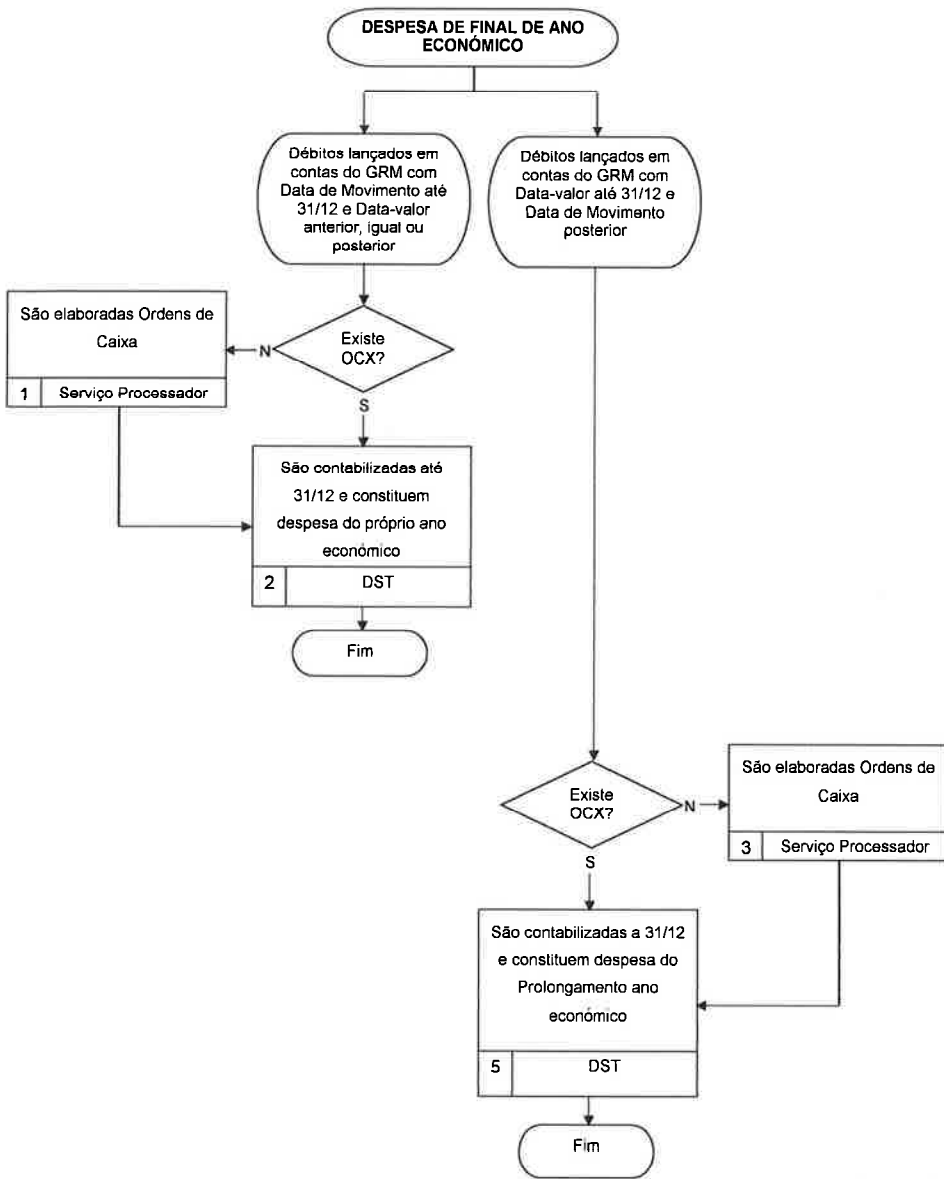 DESPESA DE FINAL DE ANO
ECONÓMICO
Débitos lançados em
contas do GRM com
Data de Movimento até
31/12 e Data-valor
anterior, igual ou
posterior
Débitos lançados em
contas do GRM com
Data-valor até 31/12 e
Data de Movimento
posterior
São elaboradas Ordens de
Caixa
1 Serviço Processador
N
Existe
OCX?
S
São contabilizadas até
31/12 e constituem
despesa do próprio ano
económico
2 DST
Fim
Existe
OCX?
N
São elaboradas Ordens de
Caixa
3 Serviço Processador
S
São contabilizadas a 31/12
e constituem despesa do
Prolongamento ano
económico
5 DST
Fim